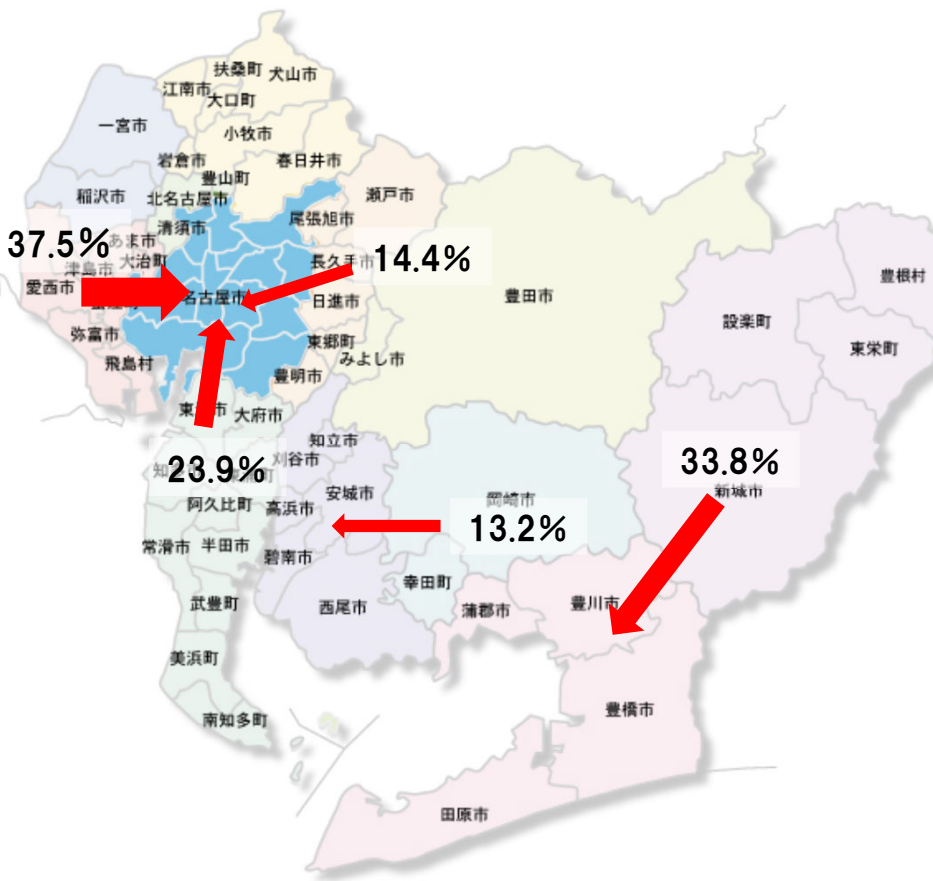 扶桑町
犬山市
江南市
大口町
一宮市
小牧市
岩倉市
春日井市
豊山町
瀬戸市
稲沢市
北名古屋市
尾張旭市
清須市
37.5%
あま市
14.4%
津島市
大治町
長久手市
豊根村
愛西市
名古屋市
日進市
豊田市
設楽町
弥富市
東郷町
東栄町
飛島村
みよし市
豊明市
大府市
知立市
23.9%
刈谷市
33.8%
安城市
新城市
岡崎市
阿久比町
高浜市
13.2%
常滑市
半田市
碧南市
幸田町
武豊町
西尾市
蒲郡市
豊川市
美浜町
南知多町
豊橋市
田原市